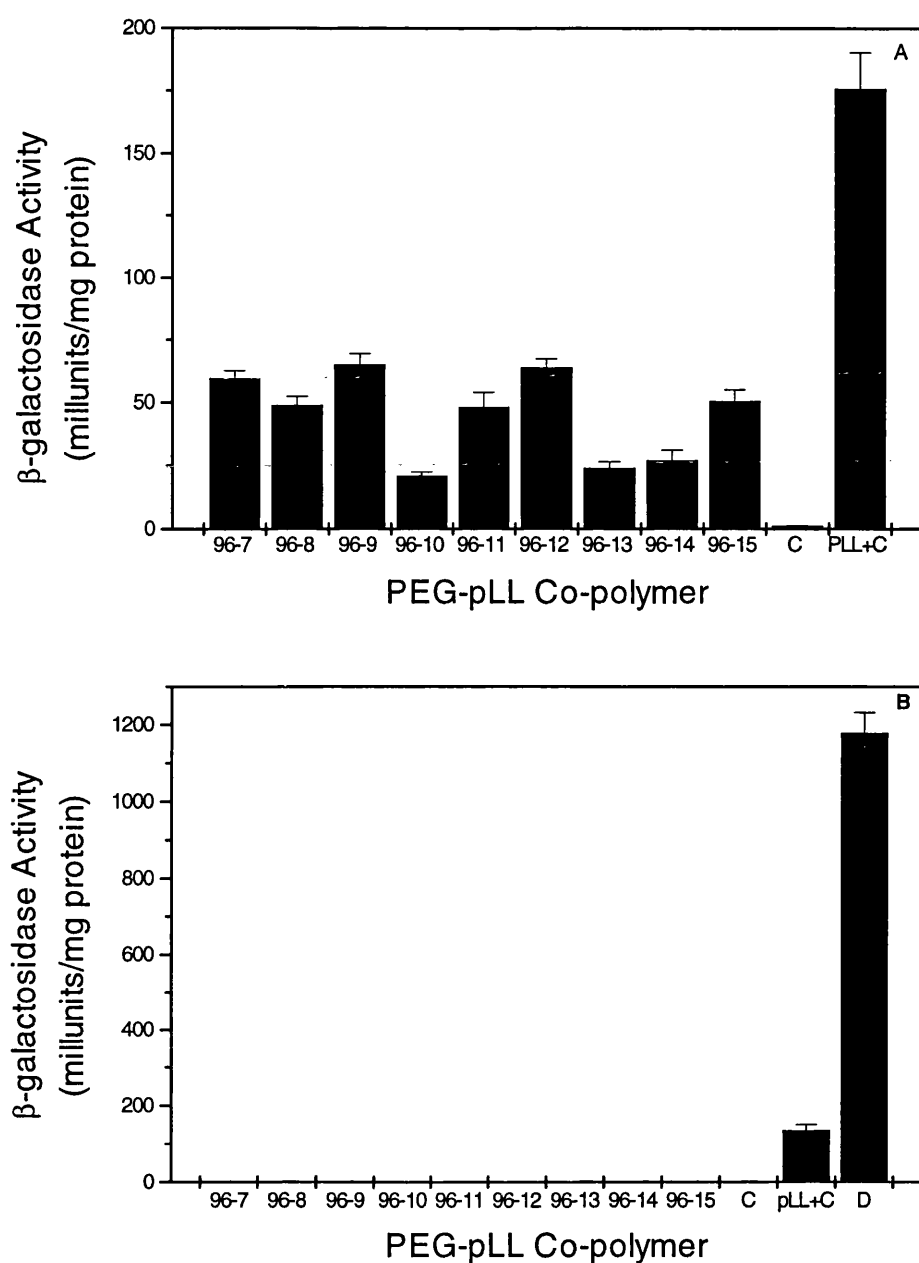 A
200
150
100
50
0
β-galactosidase Activity
(millunits/mg protein)
96-7 96-8 96-9 96-10 96-11 96-12 96-13 96-14 96-15 C PLL+C
PEG-pLL Co-polymer
B
1200
1000
800
600
400
200
0
β-galactosidase Activity
(millunits/mg protein)
96-7 96-8 96-9 96-10 96-11 96-12 96-13 96-14 96-15 C pLL+C D
PEG-pLL Co-polymer